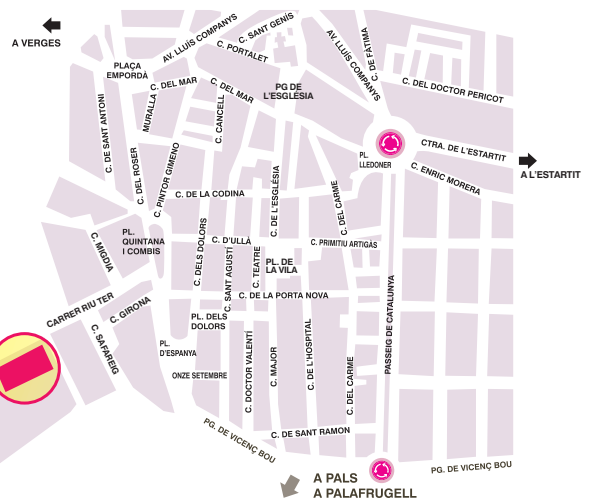 A VERGES
AV. LLUÍS COMPANYS
C. SANT GENÍS
C. PORTALET
AV. LLUÍS COMPANYS
C. DE FATIMA
PLAÇA
EMPORDÀ
C. DEL MAR
C. DEL MAR
PG DE
L'ESGLÉSIA
C. DEL DOCTOR PERICOT
MURALLA
C. CANCELL
C. DE SANT ANTONI
C. DEL ROSER
C. PINTOR GIMENO
PL.
LLEDONER
CTRA. DE L'ESTARTIT
A L'ESTARTIT
C. ENRIC MORERA
C. DE LA CODINA
C. DE L'ESGLÉSIA
C. DEL CARME
PL.
QUINTANA
I COMBIS
C. MIGDIA
C. DELS DOLORS
C. D'ULLÀ
C. PRIMITIU ARTIGAS
C. SANT AGUSTÍ
C. TEATRE
PL. DE
LA VILA
PASSEIG DE CATALUNYA
C. DE LA PORTA NOVA
CARRER RIU TER
C. GIRONA
C. SAFAREIG
PL. DELS
DOLORS
PL.
D'ESPANYA
C. DOCTOR VALENTÍ
C. MAJOR
C. DE L'HOSPITAL
C. DEL CARME
ONZE SETEMBRE
PG. DE VICENÇ BOU
C. DE SANT RAMON
PG. DE VICENÇ BOU
A PALS
A PALAFRUGELL